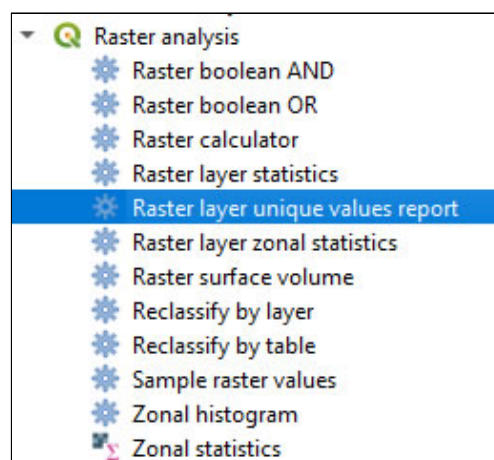 Raster analysis
Raster boolean AND
Raster boolean OR
Raster calculator
Raster layer statistics
Raster layer unique values report
Raster layer zonal statistics
Raster surface volume
Reclassify by layer
Reclassify by table
Sample raster values
Zonal histogram
Zonal statistics